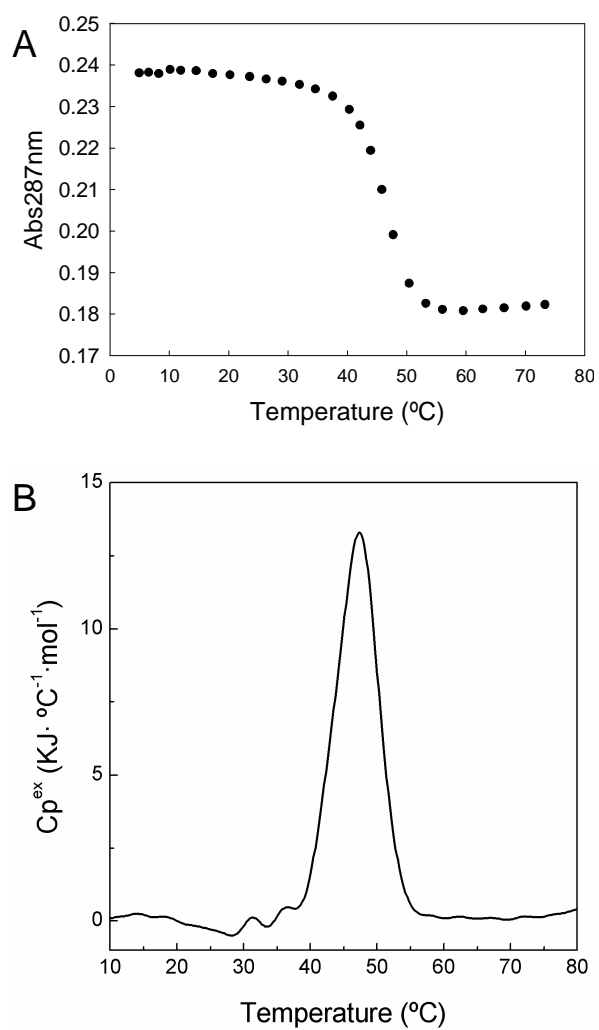 A
0.25
0.24
0.23
0.22
0.21
0.20
0.19
0.18
0.17
Abs287nm
0 10 20 30 40 50 60 70 80
Temperature (ºC)
B
15
10
5
0
Cp^ex (KJ· ºC^-1·mol^-1)
10 20 30 40 50 60 70 80
Temperature (ºC)